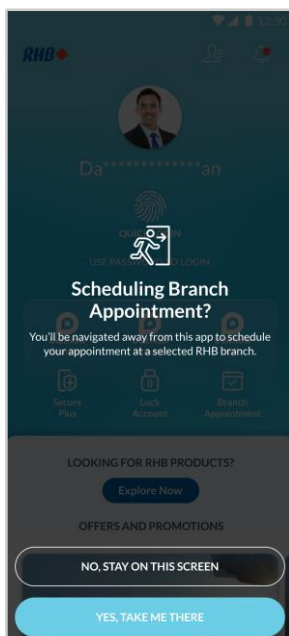 12:30
RHB
Da**************an
QUICK LOGIN
USE PASSWORD TO LOGIN
Scheduling Branch
Appointment?
You'll be navigated away from this app to schedule
your appointment at a selected RHB branch.
Secure
Plus
Lock
Account
Branch
Appointment
LOOKING FOR RHB PRODUCTS?
Explore Now
OFFERS AND PROMOTIONS
NO, STAY ON THIS SCREEN
YES, TAKE ME THERE